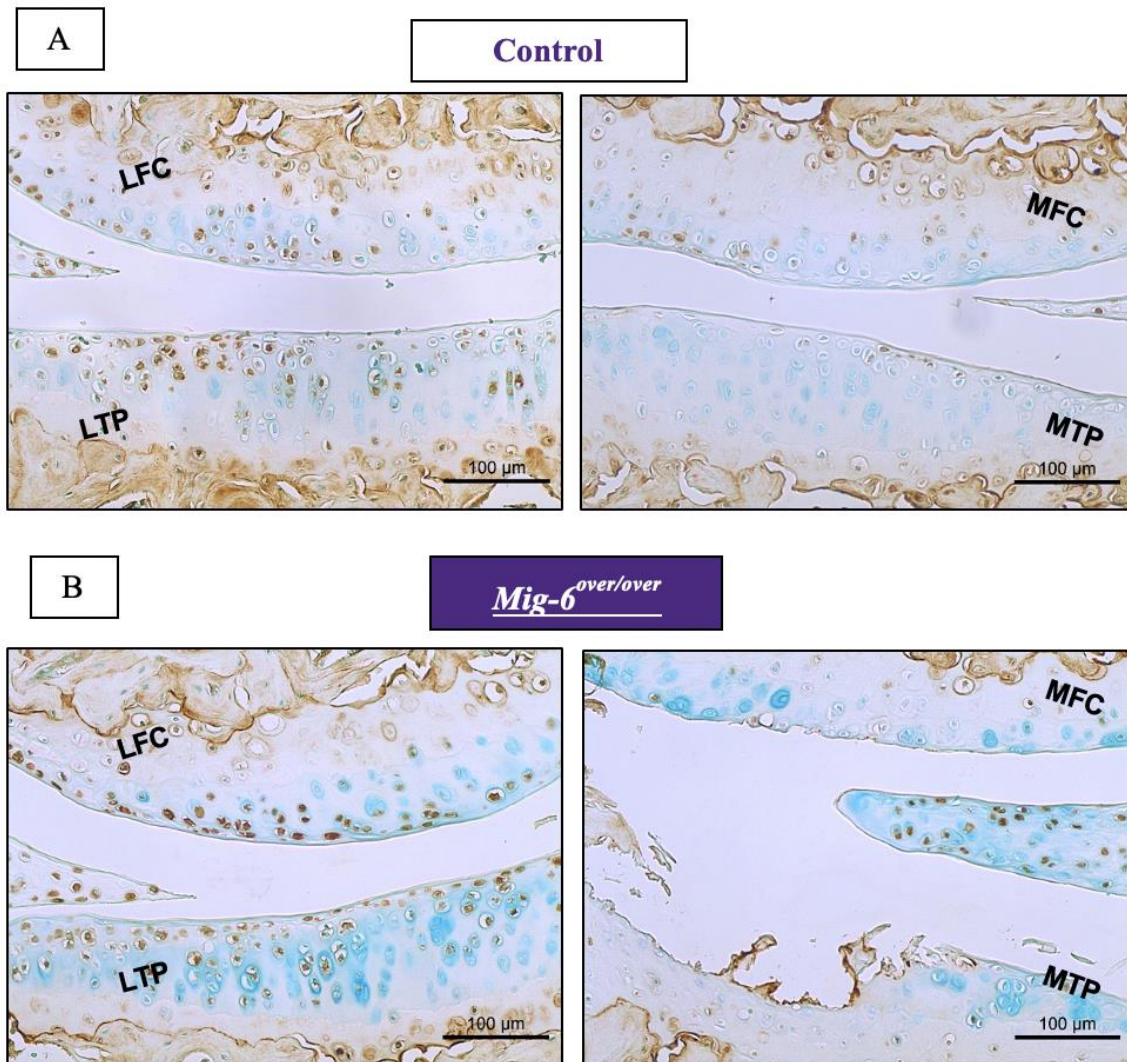 A
Control
LFC
MFC
LTP
100 µm
MTP
100 µm
B
Mig-6over/over
LFC
MFC
LTP
100 µm
MTP
100 µm